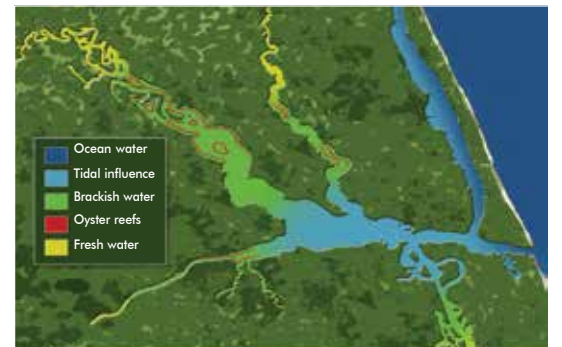 Ocean water
Tidal influence
Brackish water
Oyster reefs
Fresh water